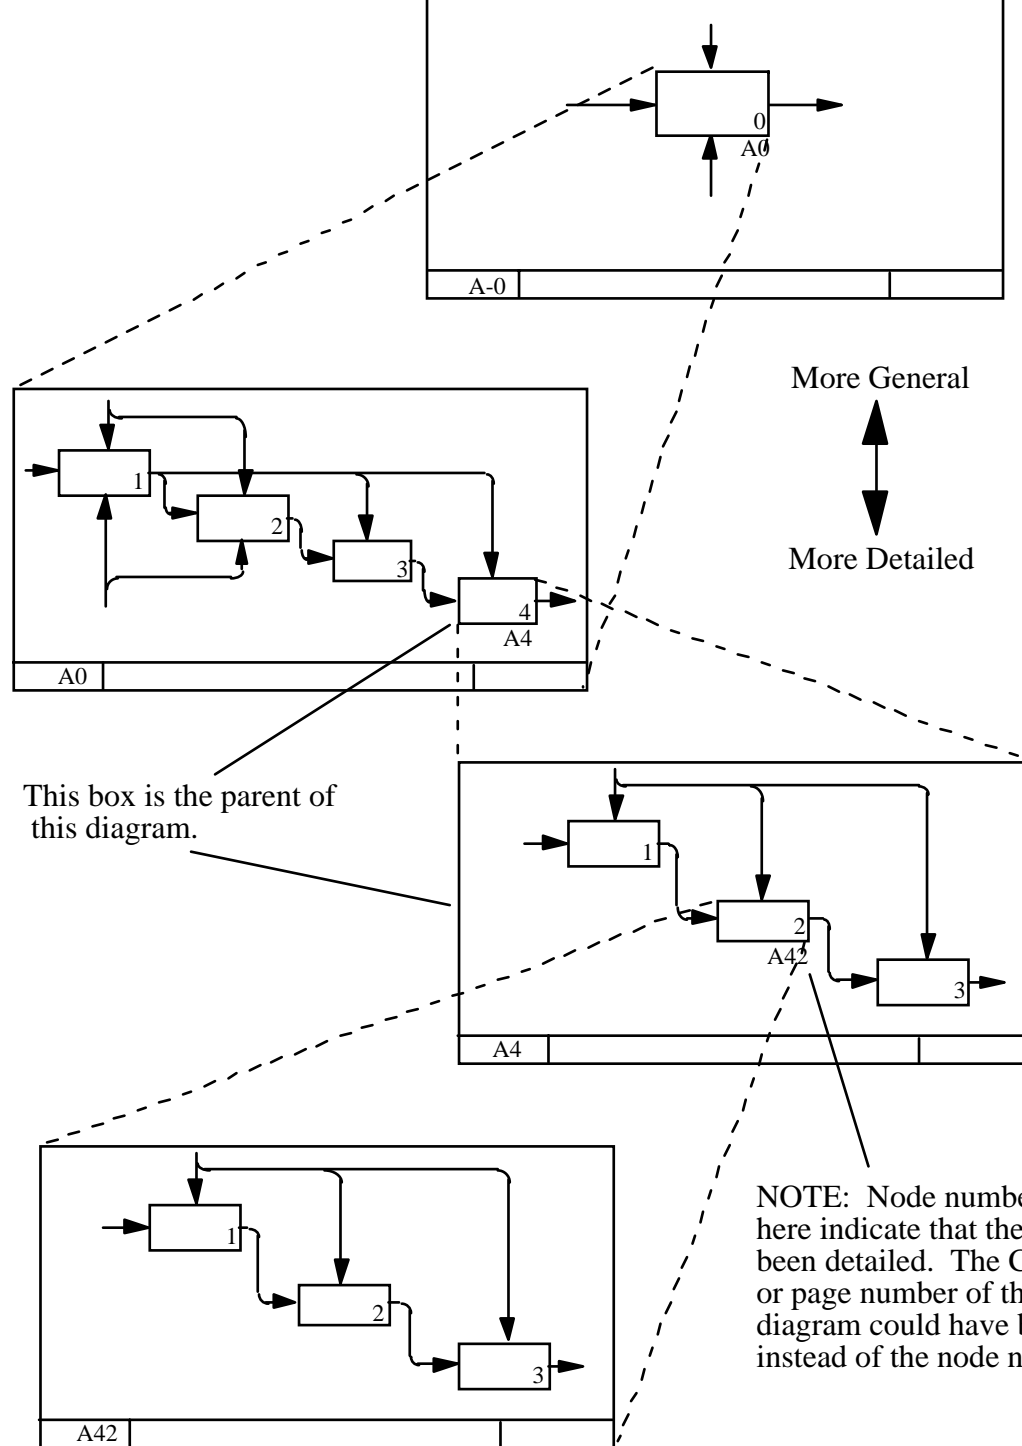 0
A0
A-0
More General
More Detailed
1
2
3
4
A4
A0
This box is the parent of
this diagram.
1
2
A42
3
A4
NOTE: Node
here indicate that the
been detailed. The
or page number of
diagram could have
instead of the node
1
2
3
A42